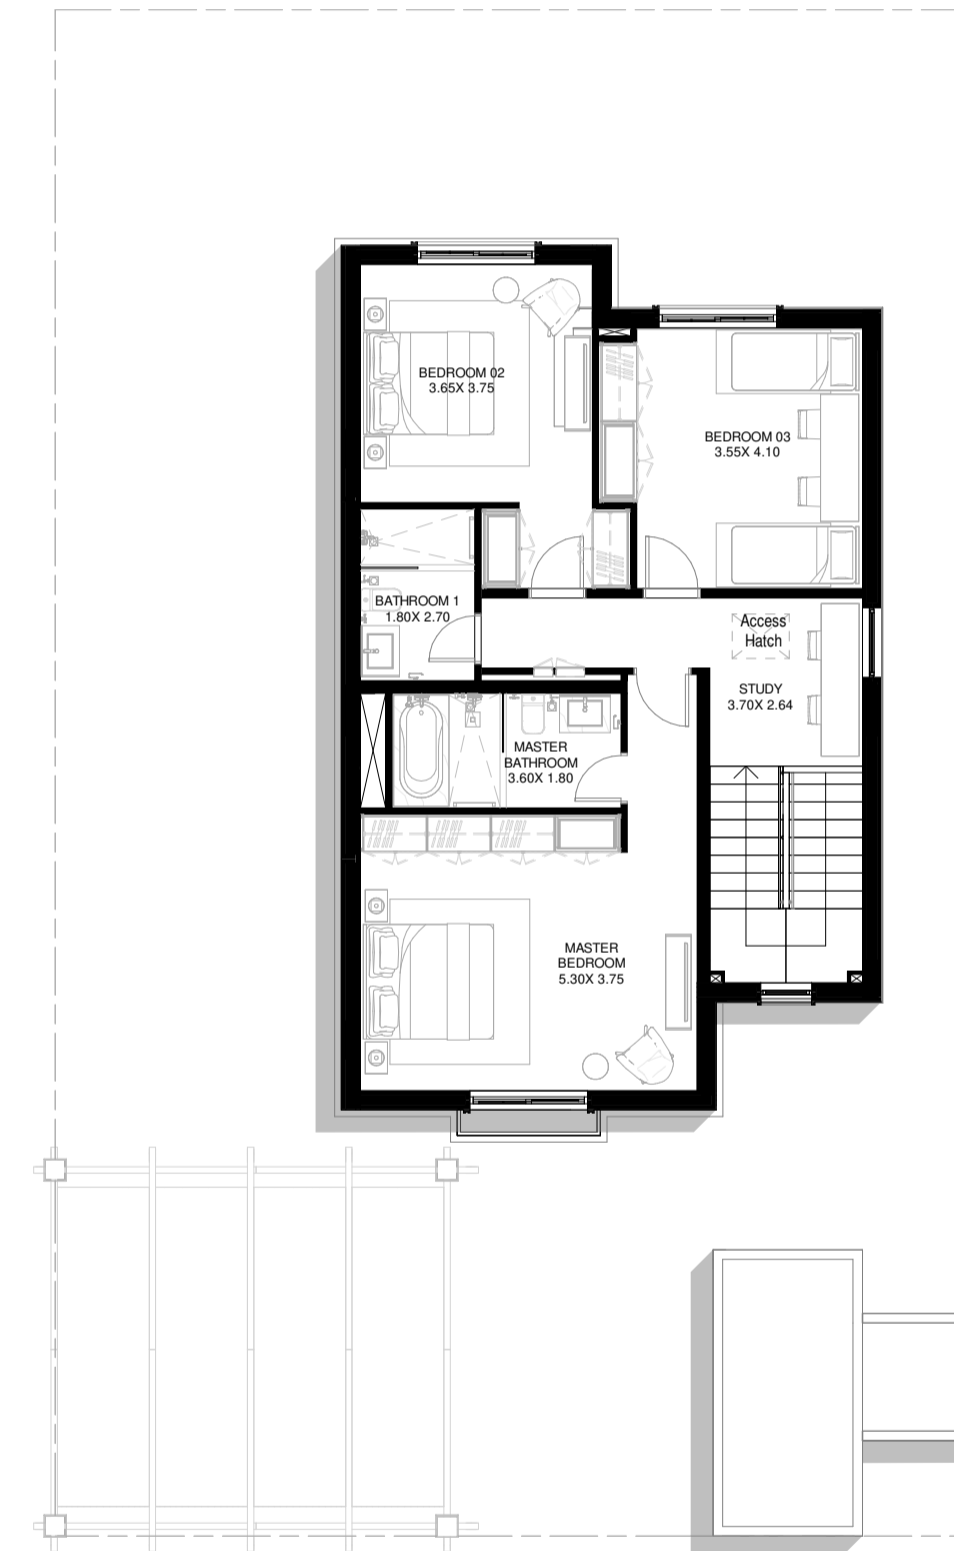 BEDROOM 02
3.65X 3.75
BEDROOM 03
3.55X 4.10
BATHROOM 1
1.80X 2.70
Access
Hatch
STUDY
3.70X 2.64
MASTER
BATHROOM
3.60X 1.80
MASTER
BEDROOM
5.30X 3.75